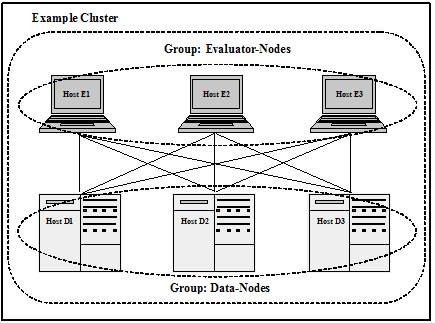 Example Cluster
Group: Evaluator-Nodes
Host E1
Host E2
Host E3
Host D1
Host D2
Host D3
Group: Data-Nodes